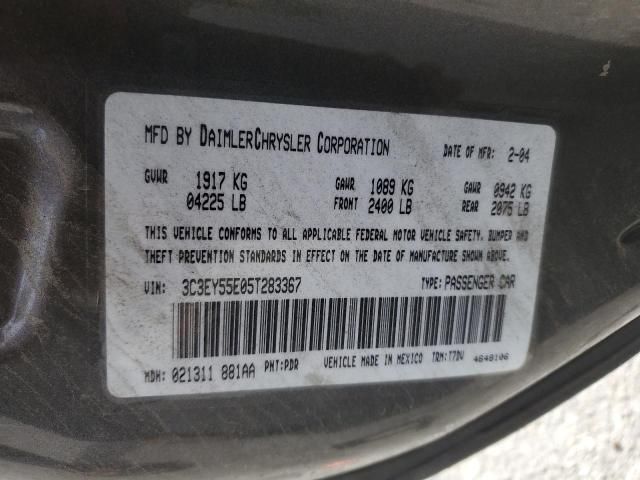 MFD BY DAIMLERCHRYSLER CORPORATION DATE OF MFR: 2-04
GVWR 1917 KG GAWR 1089 KG GAWR 0942 KG
04225 LB FRONT 2400 LB REAR 2075 LB
THIS VEHICLE CONFORMS TO ALL APPLICABLE FEDERAL MOTOR VEHICLE SAFETY, BUMPER AND
THEFT PREVENTION STANDARDS IN EFFECT ON THE DATE OF MANUFACTURE SHOWN ABOVE.
VIN: 3C3EY55E05T283367 TYPE: PASSENGER CAR
MDH: 021311 881AA PNT: PDR VEHICLE MADE IN MEXICO TRM: T7DV 4648106